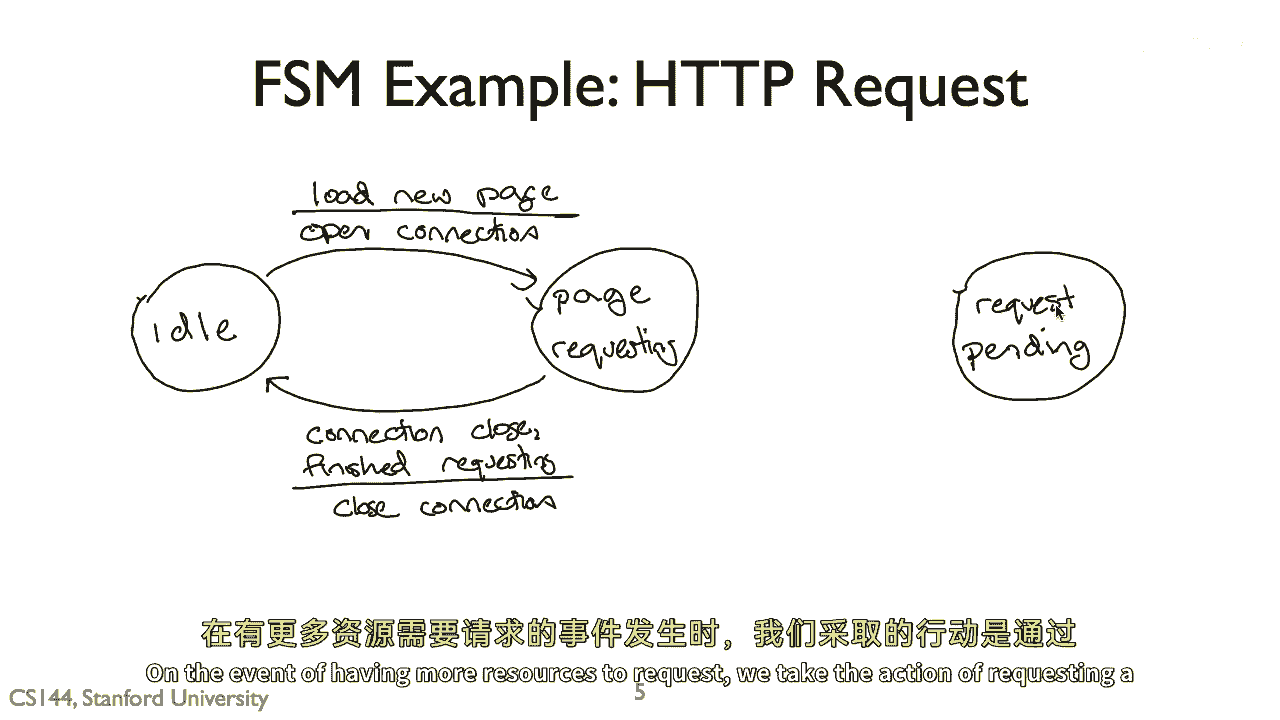 FSM Example: HTTP Request
load new page
open connection
idle
page
requesting
request
pending
connection close,
finished requesting
close connection
在有更多资源需要请求的事件发生时，我们采取的行动是通过
On the event of having more resources to request, we take the action of requesting a
CS144, Stanford University
5